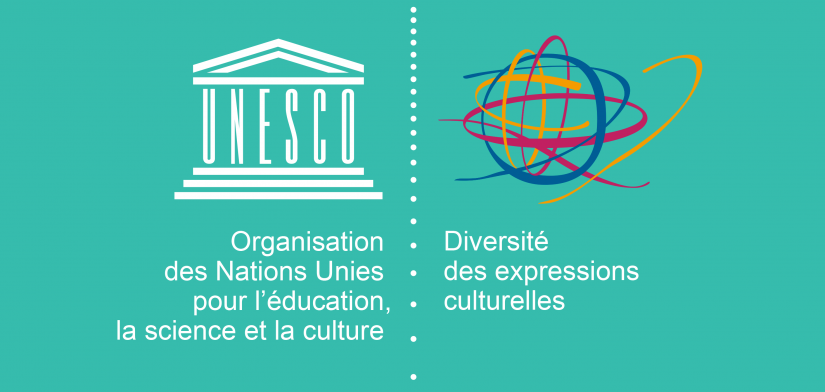 UNESCO
Organisation
des Nations Unies
pour l’éducation,
la science et la culture
Diversité
des expressions
culturelles